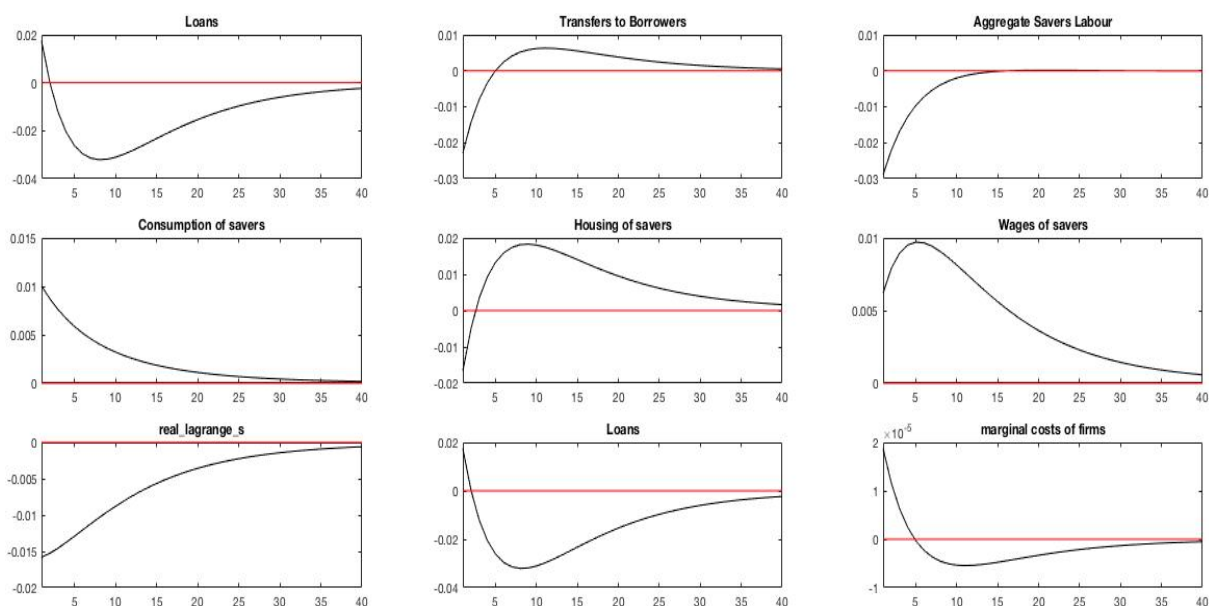 Loans
0.02
0
-0.02
-0.04
5 10 15 20 25 30 35 40
Transfers to Borrowers
0.01
0
-0.01
-0.02
-0.03
5 10 15 20 25 30 35 40
Aggregate Savers Labour
0.01
0
-0.01
-0.02
-0.03
5 10 15 20 25 30 35 40
Consumption of savers
0.015
0.01
0.005
0
5 10 15 20 25 30 35 40
Housing of savers
0.02
0.01
0
-0.01
-0.02
5 10 15 20 25 30 35 40
Wages of savers
0.01
0.005
0
5 10 15 20 25 30 35 40
real_lagrange_s
0
-0.005
-0.01
-0.015
-0.02
5 10 15 20 25 30 35 40
Loans
0.02
0
-0.02
-0.04
5 10 15 20 25 30 35 40
marginal costs of firms
×10^-5
2
1
0
-1
5 10 15 20 25 30 35 40